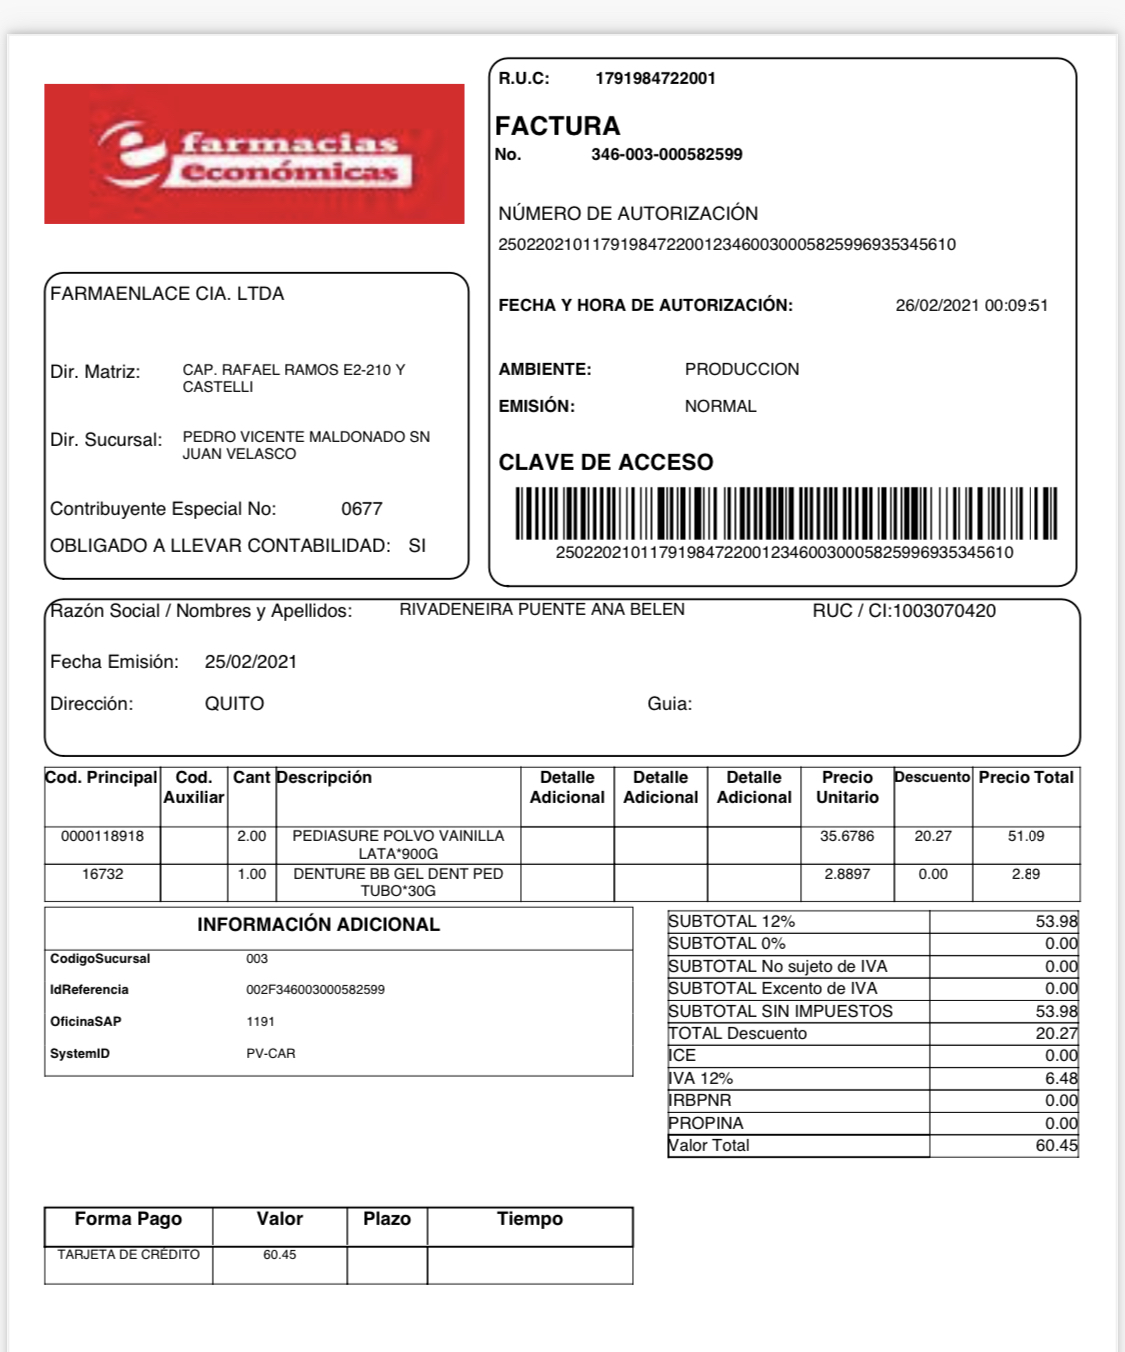 farmacias
económicas
R.U.C: 1791984722001
FACTURA
No. 346-003-000582599
NÚMERO DE AUTORIZACIÓN
2502202101179198472200123460030005825996935345610
FECHA Y HORA DE AUTORIZACIÓN: 26/02/2021 00:09:51
AMBIENTE: PRODUCCION
EMISIÓN: NORMAL
CLAVE DE ACCESO
2502202101179198472200123460030005825996935345610
FARMAENLACE CIA. LTDA
Dir. Matriz: CAP. RAFAEL RAMOS E2-210 Y
CASTELLI
Dir. Sucursal: PEDRO VICENTE MALDONADO SN
JUAN VELASCO
Contribuyente Especial No: 0677
OBLIGADO A LLEVAR CONTABILIDAD: SI
Razón Social / Nombres y Apellidos: RIVADENEIRA PUENTE ANA BELEN RUC / CI:1003070420
Fecha Emisión: 25/02/2021
Dirección: QUITO Guia:
Cod. Principal Cod. Auxiliar Cant Descripción Detalle Adicional Detalle Adicional Detalle Adicional Precio Unitario Descuento Precio Total
0000118918 2.00 PEDIASURE POLVO VAINILLA 35.6786 20.27 51.09
LATA*900G
16732 1.00 DENTURE BB GEL DENT PED 2.8897 0.00 2.89
TUBO*30G
INFORMACIÓN ADICIONAL
CodigoSucursal 003
IdReferencia 002F346003000582599
OficinaSAP 1191
SystemID PV-CAR
SUBTOTAL 12% 53.98
SUBTOTAL 0% 0.00
SUBTOTAL No sujeto de IVA 0.00
SUBTOTAL Excento de IVA 0.00
SUBTOTAL SIN IMPUESTOS 53.98
TOTAL Descuento 20.27
ICE 0.00
IVA 12% 6.48
IRBPNR 0.00
PROPINA 0.00
Valor Total 60.45
Forma Pago Valor Plazo Tiempo
TARJETA DE CRÉDITO 60.45